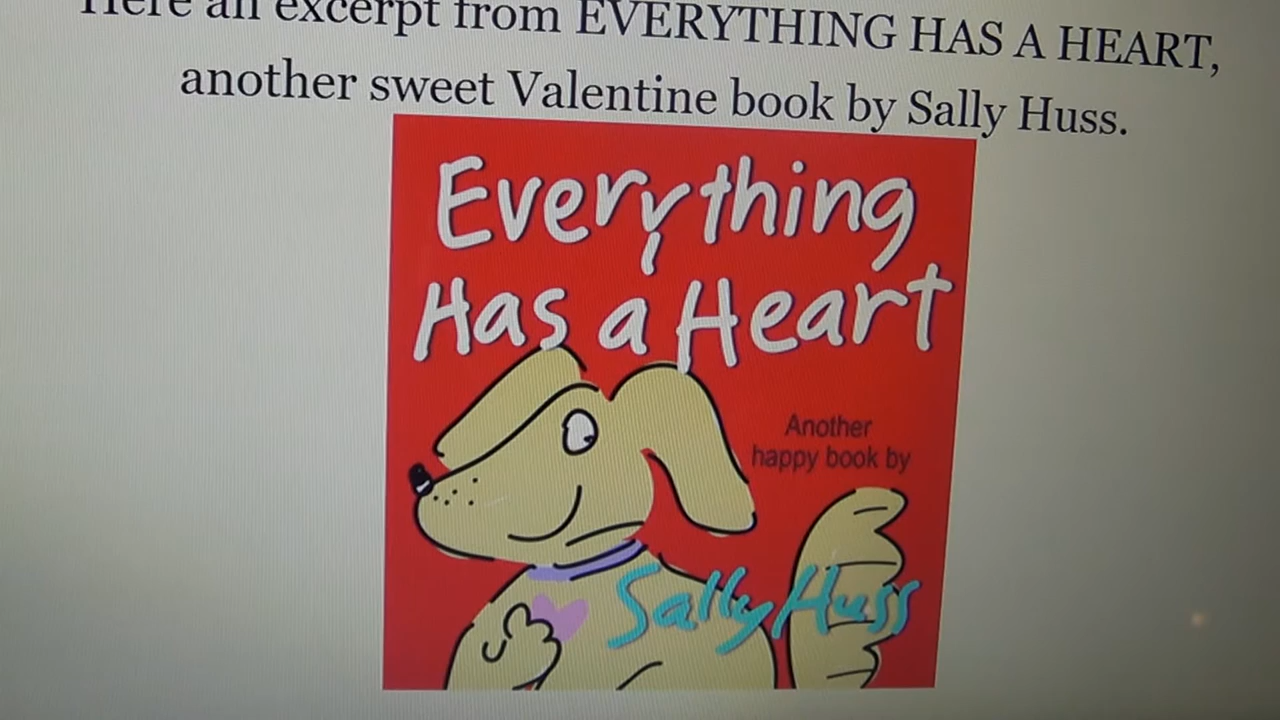 Here an excerpt from EVERYTHING HAS A HEART,
another sweet Valentine book by Sally Huss.
Everything
Has a Heart
Another
happy book by
Sally Huss